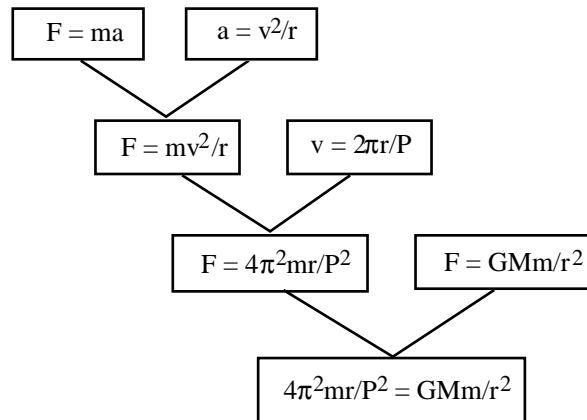 F = ma
a = v²/r
F = mv²/r
v = 2πr/P
F = 4π²mr/P²
F = GMm/r²
4π²mr/P² = GMm/r²